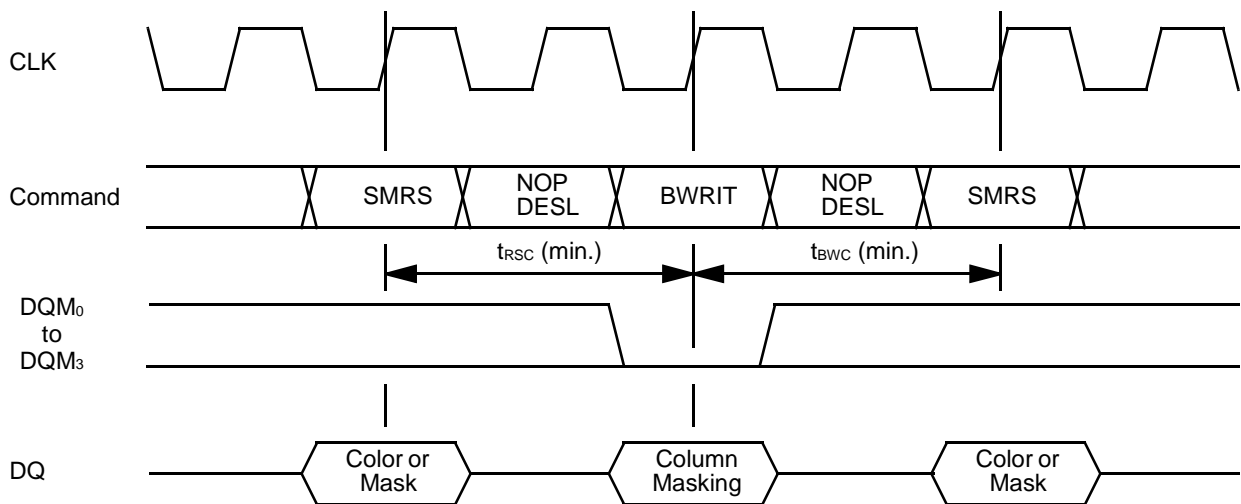 CLK
Command
SMRS
NOP
DESL
BWRIT
NOP
DESL
SMRS
tRSC (min.)
tBWC (min.)
DQM0
to
DQM3
DQ
Color or
Mask
Column
Masking
Color or
Mask